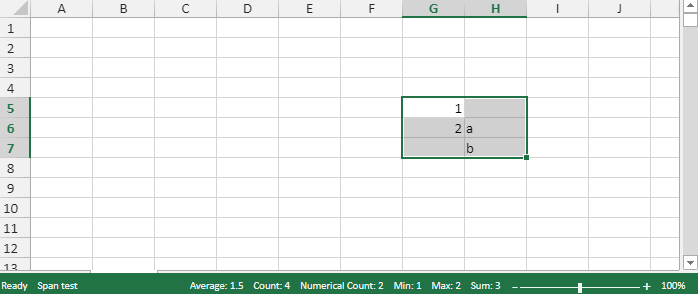 A B C D E F G H I J
1
2
3
4
5 1
6 2 a
7 b
8
9
10
11
12
13
Ready Span test Average: 1.5 Count: 4 Numerical Count: 2 Min: 1 Max: 2 Sum: 3 – + 100%